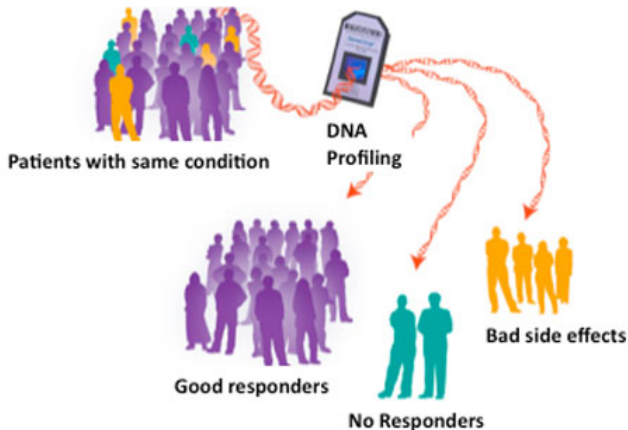 Patients with same condition
DNA
Profiling
Good responders
No Responders
Bad side effects